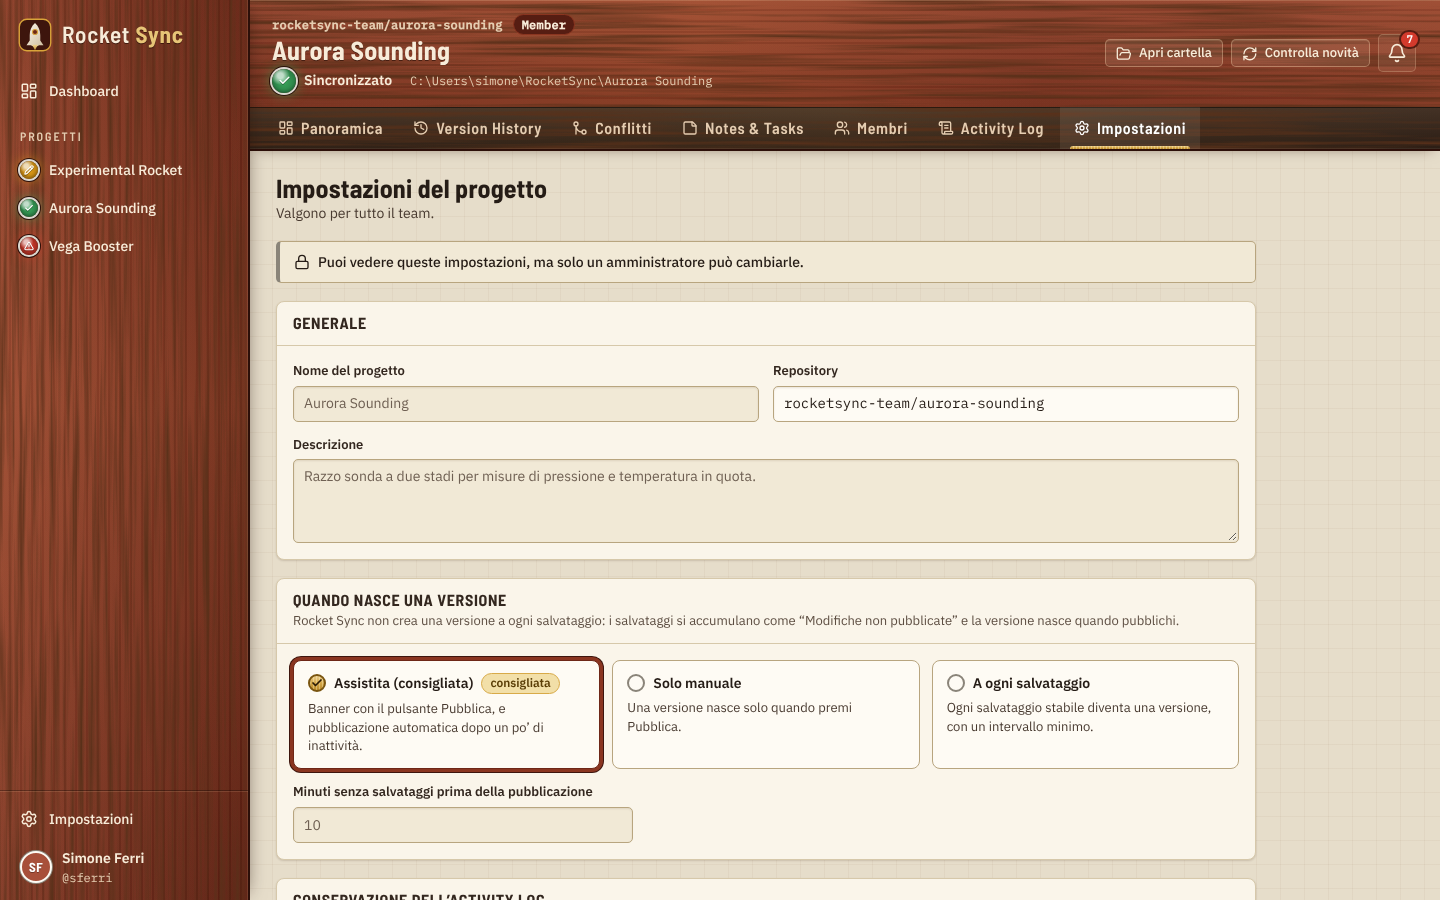 Rocket Sync
Dashboard
PROGETTI
Experimental Rocket
Aurora Sounding
Vega Booster
Impostazioni
SF
Simone Ferri
@sferri
rocketsync-team/aurora-sounding Member
Aurora Sounding
Sincronizzato C:\Users\simone\RocketSync\Aurora Sounding
Apri cartella
Controlla novità
7
Panoramica
Version History
Conflitti
Notes & Tasks
Membri
Activity Log
Impostazioni
Impostazioni del progetto
Valgono per tutto il team.
Puoi vedere queste impostazioni, ma solo un amministratore può cambiarle.
GENERALE
Nome del progetto
Aurora Sounding
Repository
rocketsync-team/aurora-sounding
Descrizione
Razzo sonda a due stadi per misure di pressione e temperatura in quota.
QUANDO NASCE UNA VERSIONE
Rocket Sync non crea una versione a ogni salvataggio: i salvataggi si accumulano come “Modifiche non pubblicate” e la versione nasce quando pubblichi.
Assistita (consigliata) consigliata
Banner con il pulsante Pubblica, e
pubblicazione automatica dopo un po’ di
inattività.
Solo manuale
Una versione nasce solo quando premi
Pubblica.
A ogni salvataggio
Ogni salvataggio stabile diventa una versione,
con un intervallo minimo.
Minuti senza salvataggi prima della pubblicazione
10
CONSERVAZIONE DELL’ACTIVITY LOG